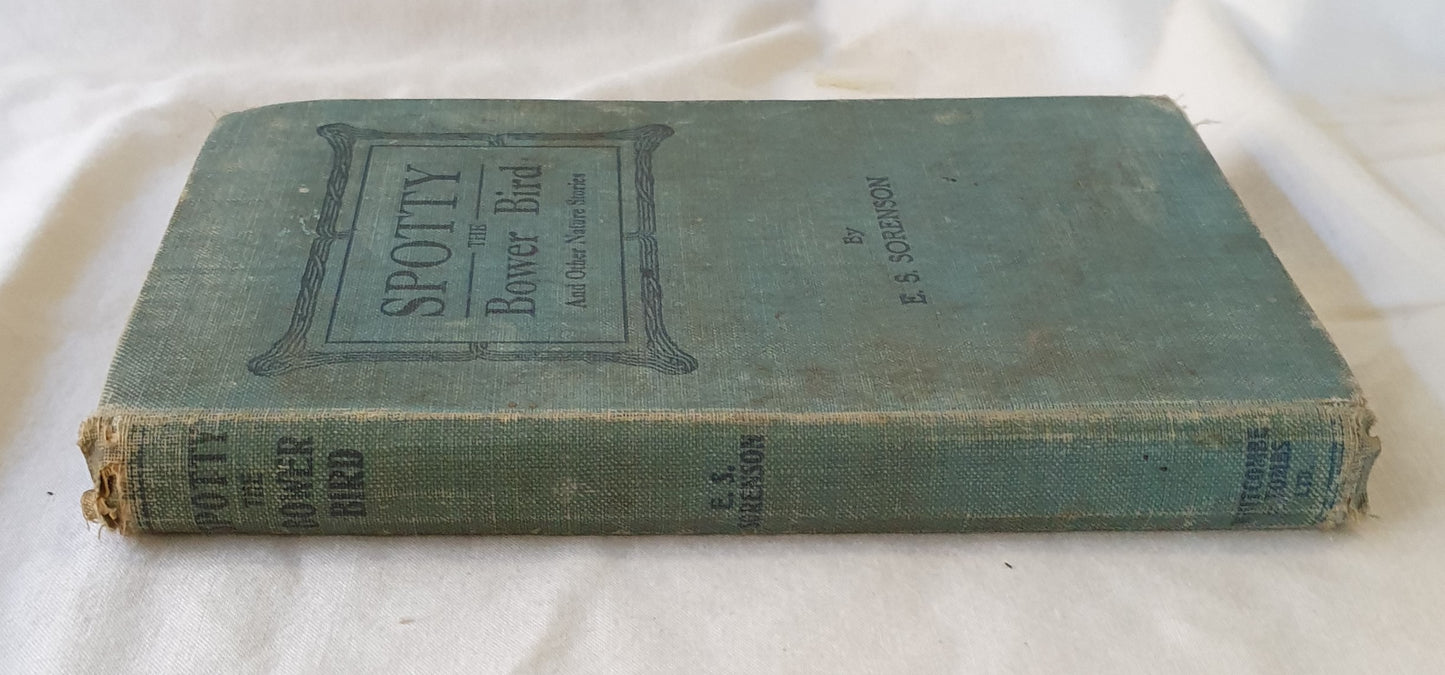 SPOTTY
THE
Bower Bird
And Other Nature Stories
By
E. S. SORENSON
SPOTTY
THE
BOWER
BIRD
E. S.
SORENSON
WHITCOMBE
& TOMBS
LTD